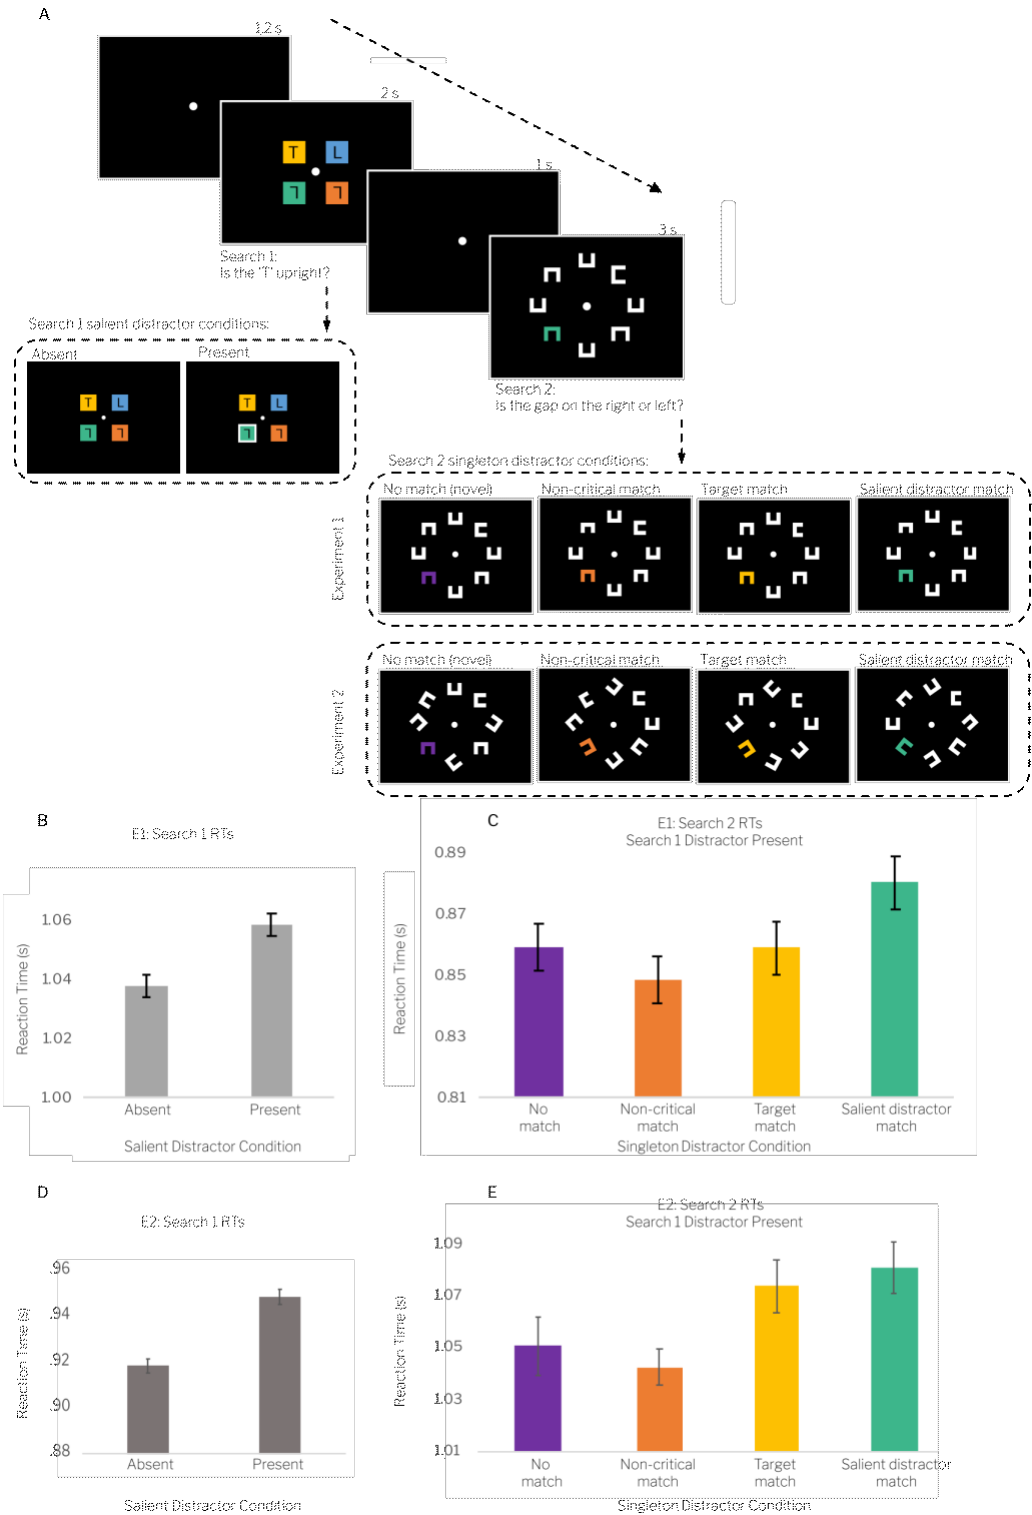 A
1.2 s
2 s
T L
1 s
3 s
Search 1:
Is the 'T' upright?
Search 1 salient distractor conditions:
Absent Present
T L
T L
Search 2:
Is the gap on the right or left?
Search 2 singleton distractor conditions:
No match (novel) Non-critical match Target match Salient distractor match
Experiment 1
No match (novel) Non-critical match Target match Salient distractor match
Experiment 2
B
E1: Search 1 RTs
Reaction Time (s)
1.06
1.04
1.02
1.00
Absent Present
Salient Distractor Condition
C
E1: Search 2 RTs
Search 1 Distractor Present
Reaction Time (s)
0.89
0.87
0.85
0.83
0.81
No match
Non-critical match
Target match
Salient distractor match
Singleton Distractor Condition
D
E2: Search 1 RTs
Reaction Time (s)
.96
.94
.92
.90
.88
Absent Present
Salient Distractor Condition
E
E2: Search 2 RTs
Search 1 Distractor Present
Reaction Time (s)
1.09
1.07
1.05
1.03
1.01
No match
Non-critical match
Target match
Salient distractor match
Singleton Distractor Condition